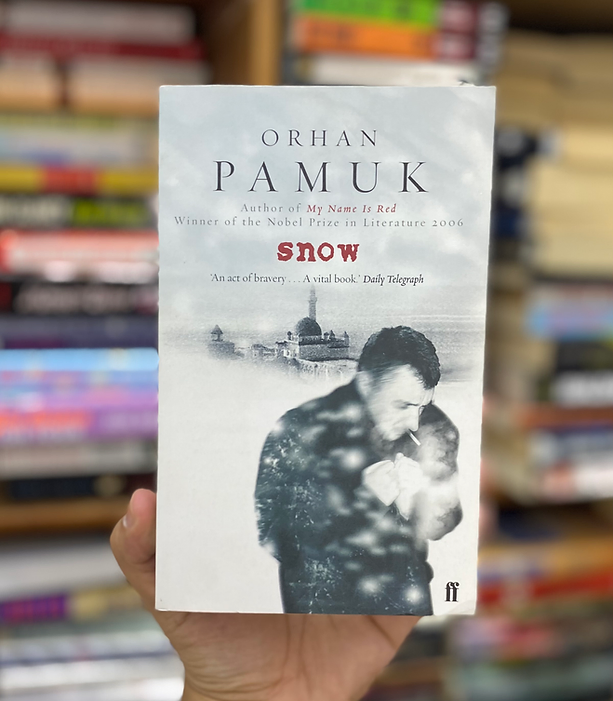 ORHAN
PAMUK
Author of My Name Is Red
Winner of the Nobel Prize in Literature 2006
snow
‘An act of bravery . . . A vital book.’ Daily Telegraph
ff